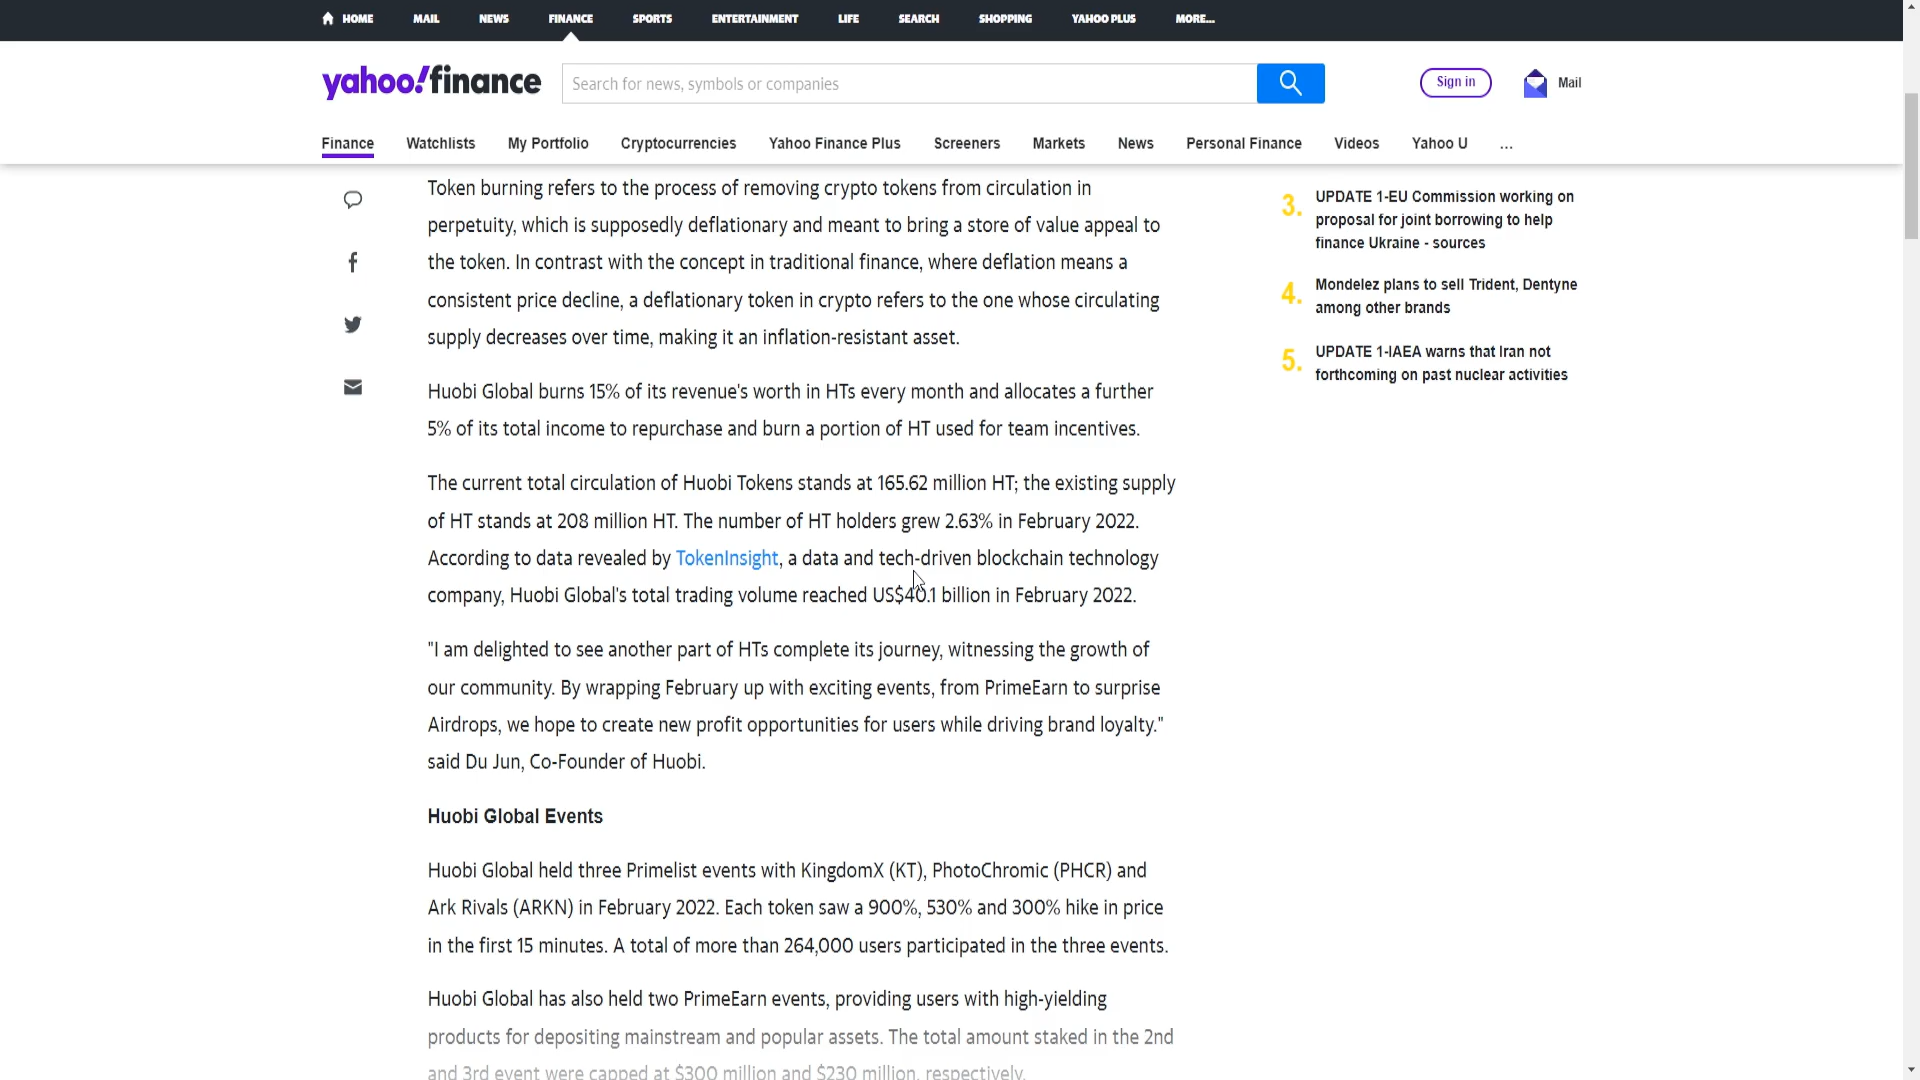 HOME MAIL NEWS FINANCE SPORTS ENTERTAINMENT LIFE SEARCH SHOPPING YAHOO PLUS MORE...
yahoo!finance Search for news, symbols or companies Sign in Mail
Finance Watchlists My Portfolio Cryptocurrencies Yahoo Finance Plus Screeners Markets News Personal Finance Videos Yahoo U ...
Token burning refers to the process of removing crypto tokens from circulation in
perpetuity, which is supposedly deflationary and meant to bring a store of value appeal to
the token. In contrast with the concept in traditional finance, where deflation means a
consistent price decline, a deflationary token in crypto refers to the one whose circulating
supply decreases over time, making it an inflation-resistant asset.
Huobi Global burns 15% of its revenue's worth in HTs every month and allocates a further
5% of its total income to repurchase and burn a portion of HT used for team incentives.
The current total circulation of Huobi Tokens stands at 165.62 million HT; the existing supply
of HT stands at 208 million HT. The number of HT holders grew 2.63% in February 2022.
According to data revealed by TokenInsight, a data and tech-driven blockchain technology
company, Huobi Global's total trading volume reached US$40.1 billion in February 2022.
"I am delighted to see another part of HTs complete its journey, witnessing the growth of
our community. By wrapping February up with exciting events, from PrimeEarn to surprise
Airdrops, we hope to create new profit opportunities for users while driving brand loyalty."
said Du Jun, Co-Founder of Huobi.
Huobi Global Events
Huobi Global held three Primelist events with KingdomX (KT), PhotoChromic (PHCR) and
Ark Rivals (ARKN) in February 2022. Each token saw a 900%, 530% and 300% hike in price
in the first 15 minutes. A total of more than 264,000 users participated in the three events.
Huobi Global has also held two PrimeEarn events, providing users with high-yielding
products for depositing mainstream and popular assets. The total amount staked in the 2nd
and 3rd event were capped at $300 million and $230 million, respectively.
3. UPDATE 1-EU Commission working on
proposal for joint borrowing to help
finance Ukraine - sources
4. Mondelez plans to sell Trident, Dentyne
among other brands
5. UPDATE 1-IAEA warns that Iran not
forthcoming on past nuclear activities